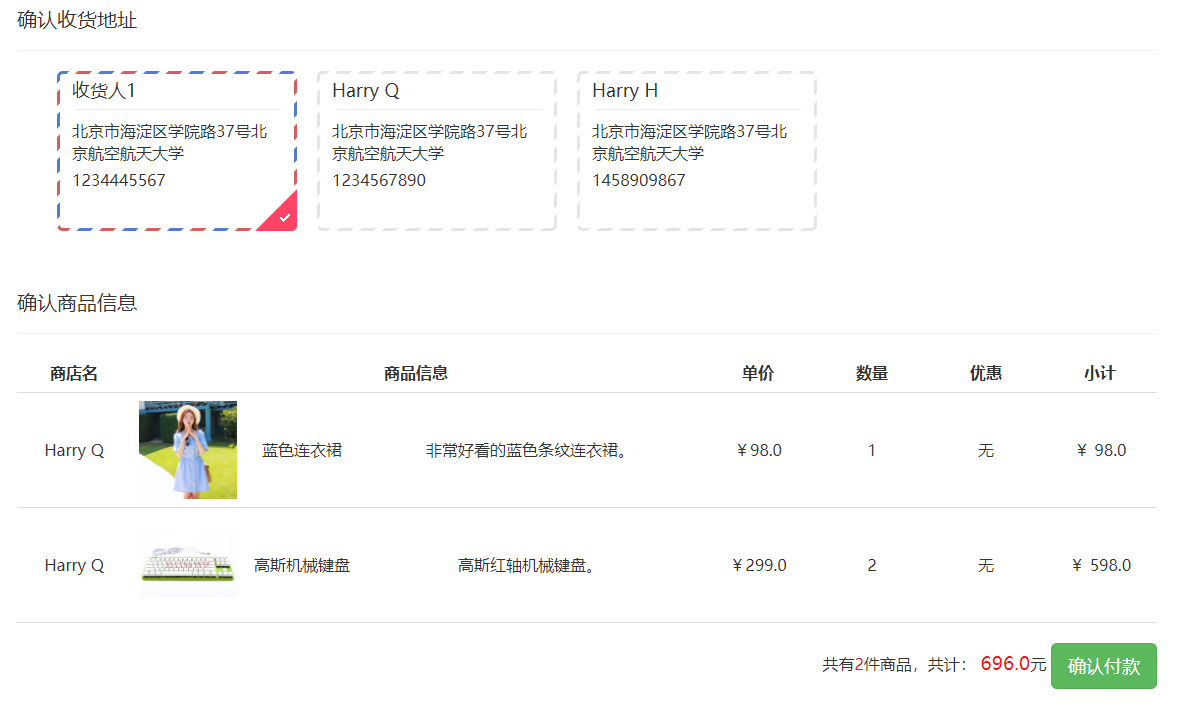 确认收货地址
收货人1
北京市海淀区学院路37号北
京航空航天大学
1234445567
Harry Q
北京市海淀区学院路37号北
京航空航天大学
1234567890
Harry H
北京市海淀区学院路37号北
京航空航天大学
1458909867
确认商品信息
商店名 商品信息 单价 数量 优惠 小计
Harry Q 蓝色连衣裙 非常好看的蓝色条纹连衣裙。 ￥98.0 1 无 ￥ 98.0
Harry Q 高斯机械键盘 高斯红轴机械键盘。 ￥299.0 2 无 ￥ 598.0
共有2件商品，共计： 696.0元 确认付款